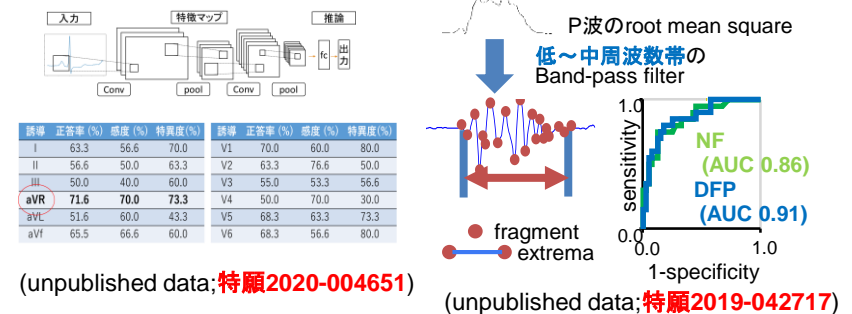 入力
特徴マップ
推論
fc
出力
Conv
pool
Conv
pool
誘導 正答率 (%) 感度 (%) 特異度(%)
I 63.3 56.6 70.0
II 56.6 50.0 63.3
III 50.0 40.0 60.0
aVR 71.6 70.0 73.3
aVL 51.6 60.0 43.3
aVf 65.5 66.6 60.0
誘導 正答率 (%) 感度 (%) 特異度(%)
V1 70.0 60.0 80.0
V2 63.3 76.6 50.0
V3 55.0 53.3 56.6
V4 50.0 70.0 30.0
V5 68.3 63.3 73.3
V6 68.3 56.6 80.0
(unpublished data;特願2020-004651)
P波のroot mean square
低～中周波数帯の
Band-pass filter
fragment
extrema
1.0
sensitivity
0.0
NF
(AUC 0.86)
DFP
(AUC 0.91)
0.0
1.0
1-specificity
(unpublished data;特願2019-042717)